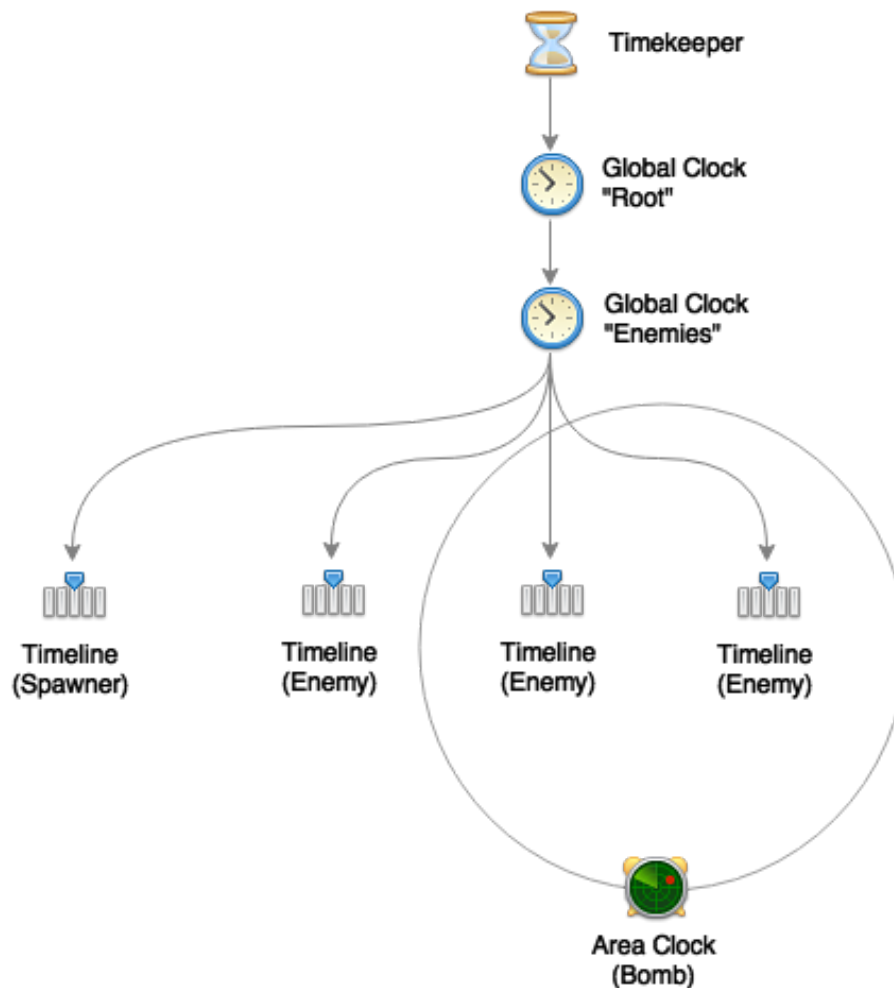 Timekeeper
Global Clock
"Root"
Global Clock
"Enemies"
Timeline
(Spawner)
Timeline
(Enemy)
Timeline
(Enemy)
Timeline
(Enemy)
Area Clock
(Bomb)